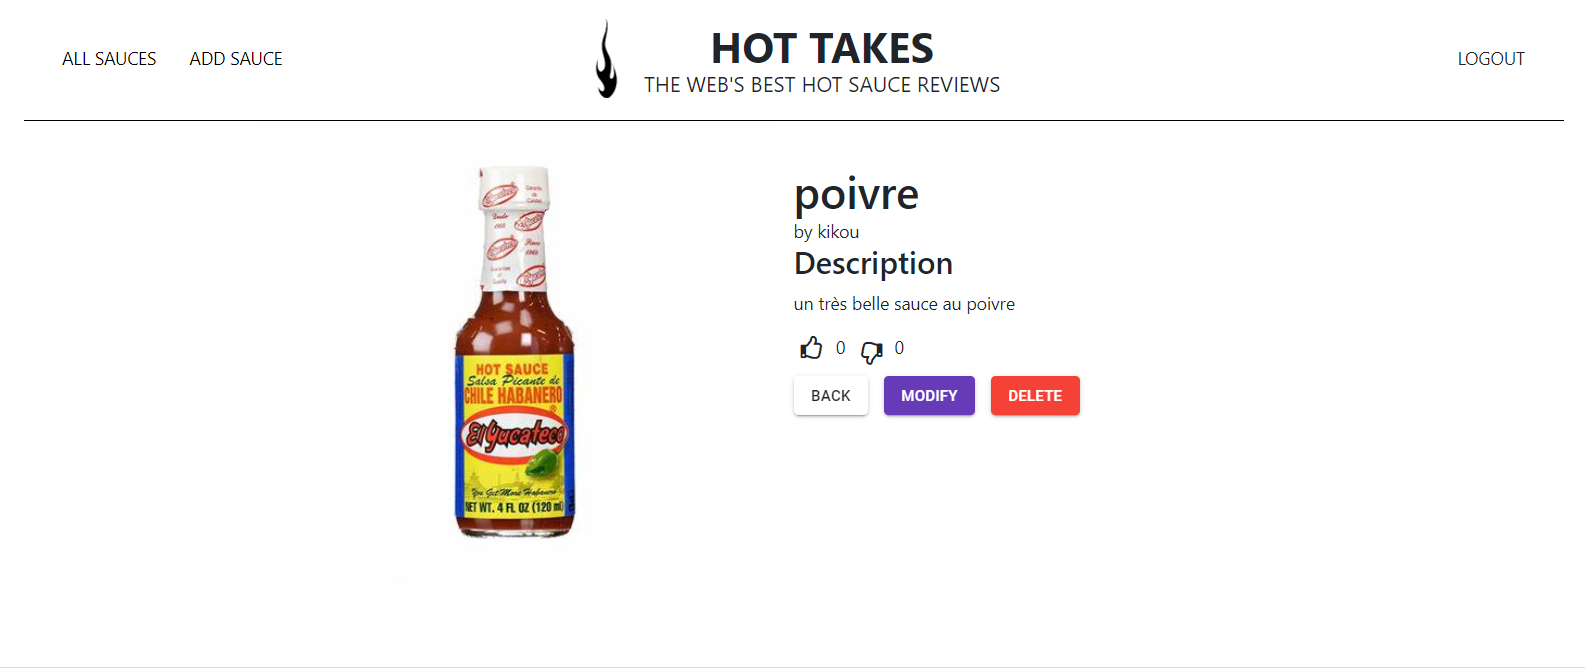 ALL SAUCES
ADD SAUCE
HOT TAKES
THE WEB'S BEST HOT SAUCE REVIEWS
LOGOUT
Desde
Since
HOT SAUCE
Salsa Picante de
CHILE HABANERO
El Yucateco
You Get More Habanero
NET WT. 4 FL OZ (120 ml)
poivre
by kikou
Description
un très belle sauce au poivre
0
0
BACK
MODIFY
DELETE